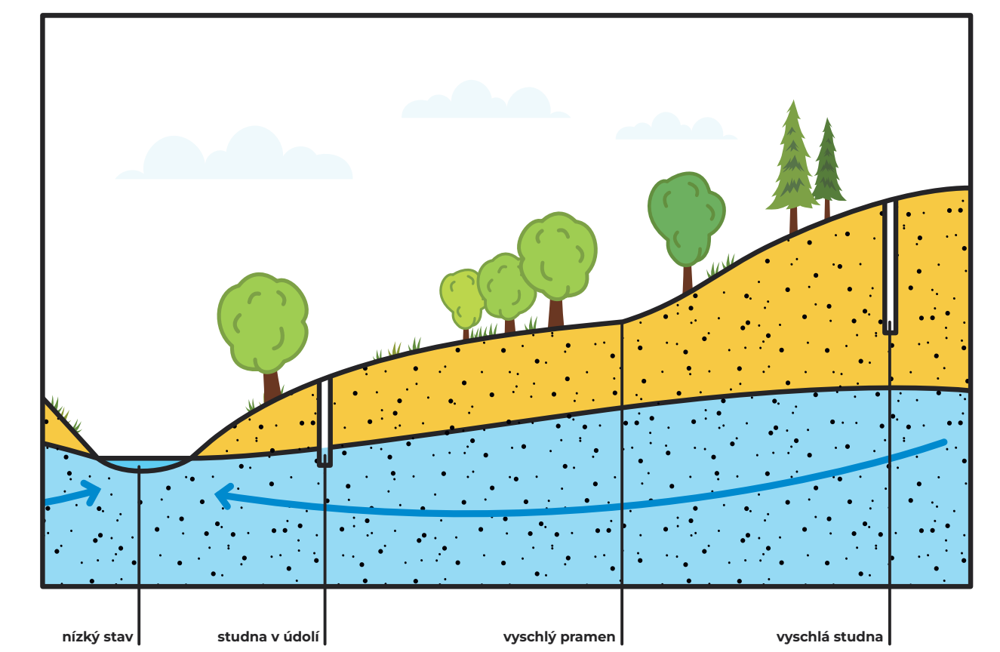 nízký stav
studna v údolí
vyschlý pramen
vyschlá studna